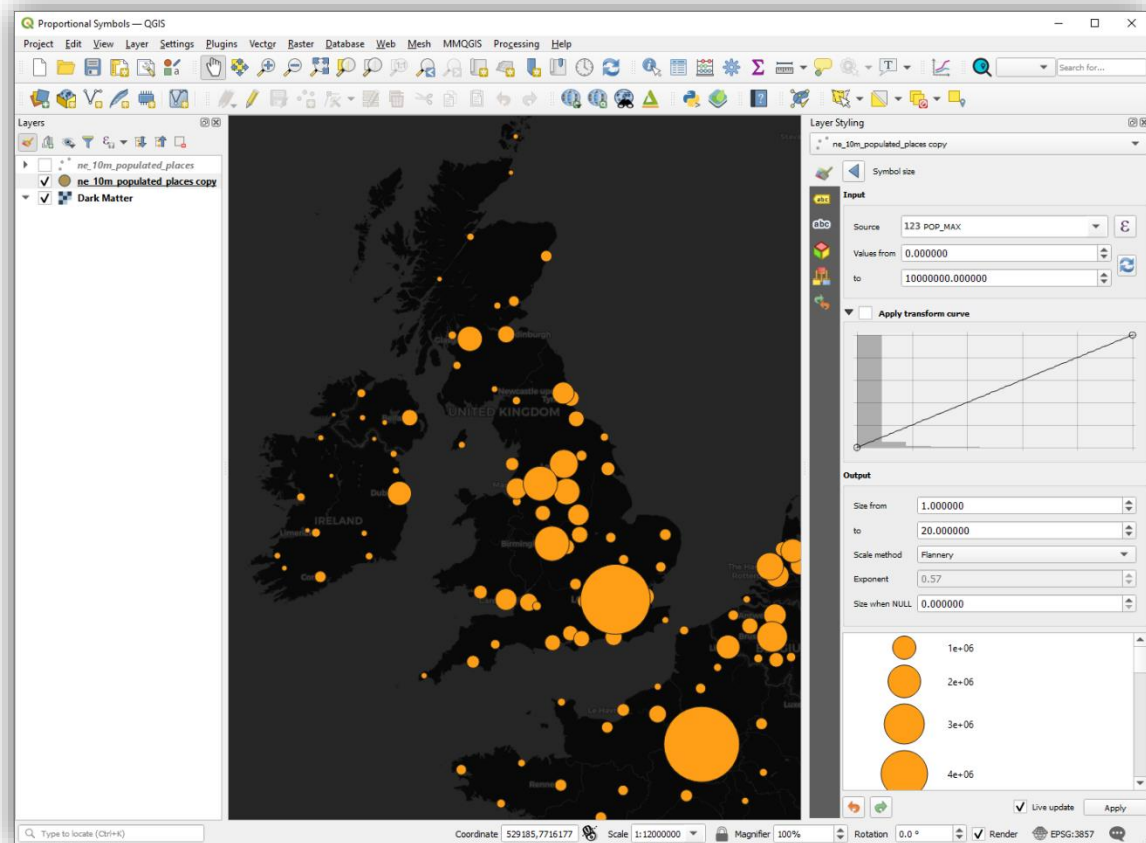 Proportional Symbols — QGIS
Project Edit View Layer Settings Plugins Vector Raster Database Web Mesh MMQGIS Processing Help
Search for...
Layers
ne_10m_populated_places
ne_10m_populated_places copy
Dark Matter
UNITED KINGDOM
IRELAND
Layer Styling
ne_10m_populated_places copy
Symbol size
Input
Source 123 POP_MAX
Values from 0.000000
to 10000000.000000
Apply transform curve
Output
Size from 1.000000
to 20.000000
Scale method Flannery
Exponent 0.57
Size when NULL 0.000000
1e+06
2e+06
3e+06
4e+06
Live update Apply
Type to locate (Ctrl+K)
Coordinate 529185,7716177 Scale 1:12000000 Magnifier 100% Rotation 0.0 ° Render EPSG:3857